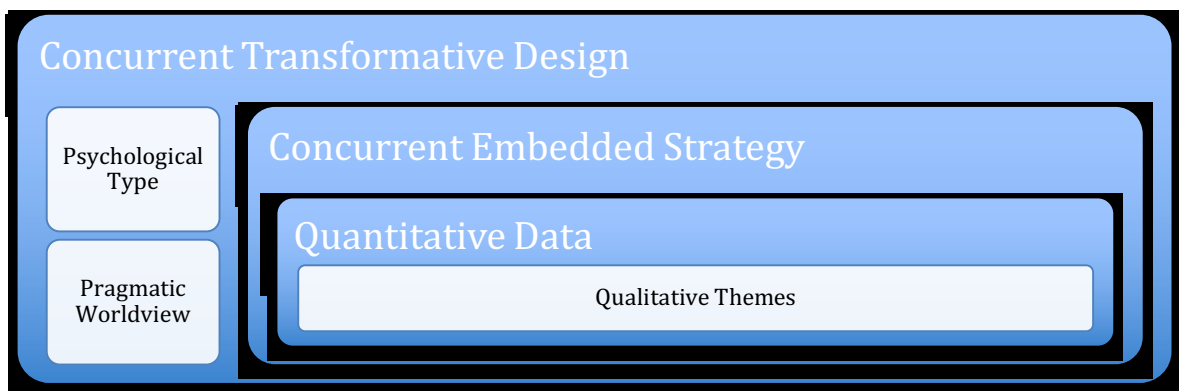 Concurrent Transformative Design
Psychological
Type
Pragmatic
Worldview
Concurrent Embedded Strategy
Quantitative Data
Qualitative Themes